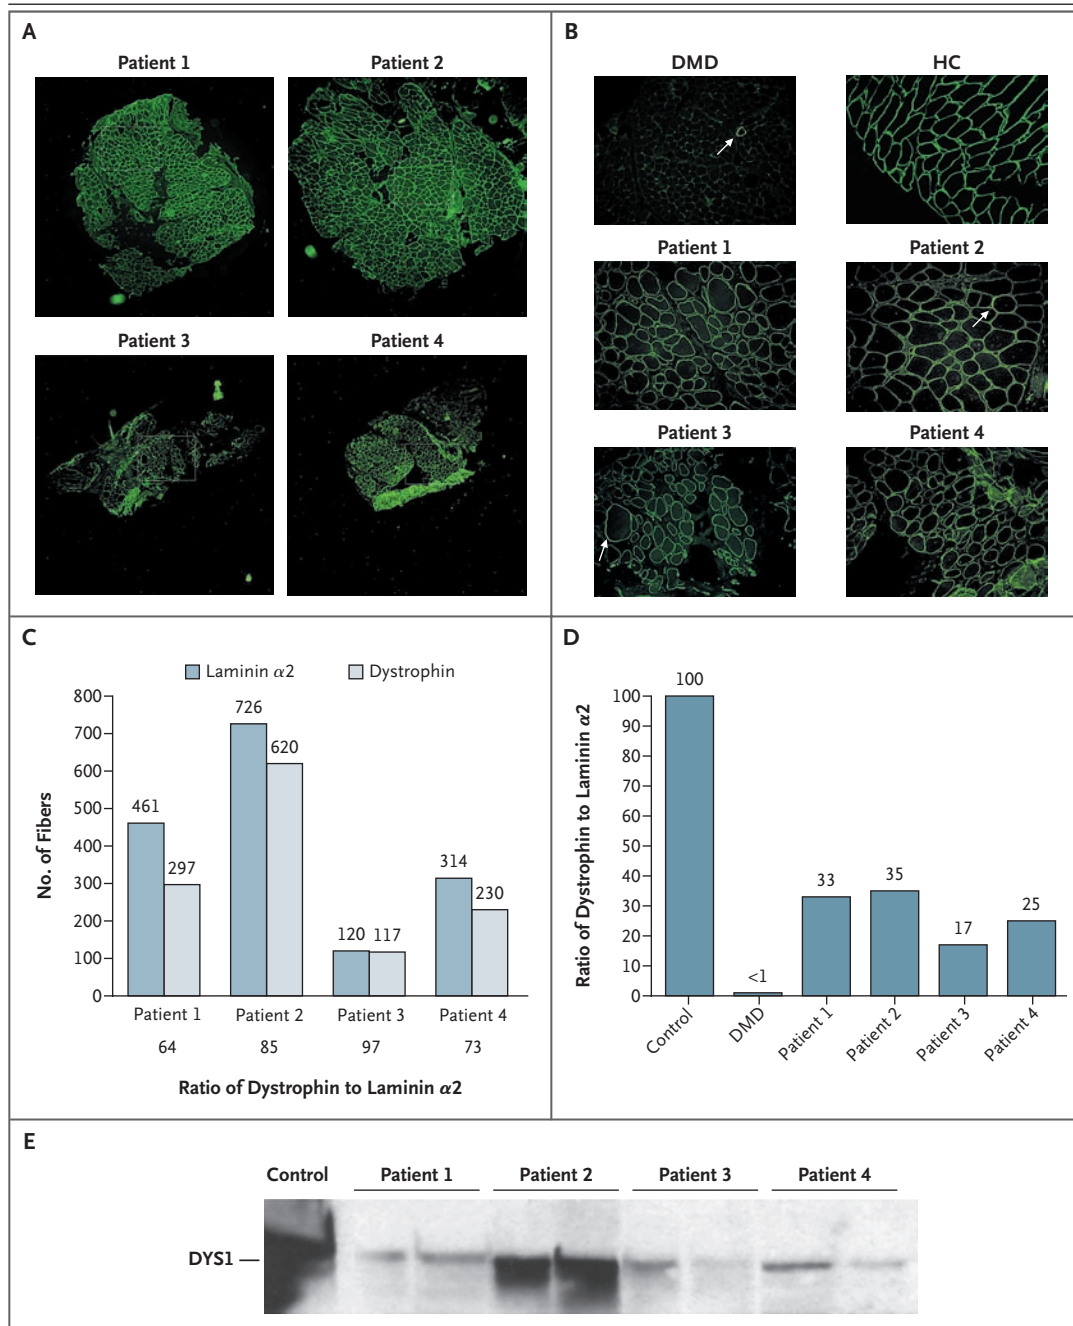 A
Patient 1 Patient 2
Patient 3 Patient 4
B
DMD HC
Patient 1 Patient 2
Patient 3 Patient 4
C
Laminin α2 Dystrophin
No. of Fibers
800
700
600
500
400
300
200
100
0
461
297
726
620
120 117
314
230
Patient 1 Patient 2 Patient 3 Patient 4
64 85 97 73
Ratio of Dystrophin to Laminin α2
D
Ratio of Dystrophin to Laminin α2
100
90
80
70
60
50
40
30
20
10
0
100
<1
33
35
17
25
Control DMD Patient 1 Patient 2 Patient 3 Patient 4
E
Control Patient 1 Patient 2 Patient 3 Patient 4
DYS1